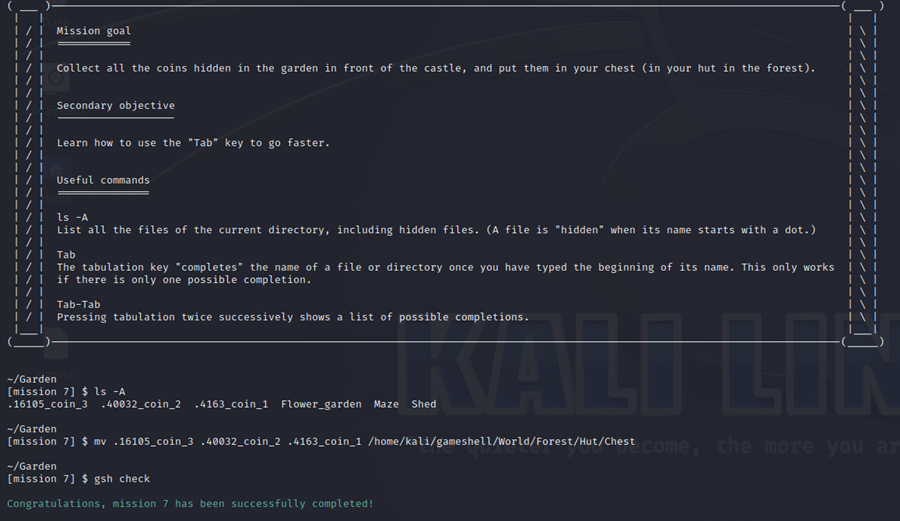 Mission goal
Collect all the coins hidden in the garden in front of the castle, and put them in your chest (in your hut in the forest).
Secondary objective
Learn how to use the "Tab" key to go faster.
Useful commands
ls -A
List all the files of the current directory, including hidden files. (A file is "hidden" when its name starts with a dot.)
Tab
The tabulation key "completes" the name of a file or directory once you have typed the beginning of its name. This only works
if there is only one possible completion.
Tab-Tab
Pressing tabulation twice successively shows a list of possible completions.
KALI LIN
~/Garden
[mission 7] $ ls -A
.16105_coin_3  .40032_coin_2  .4163_coin_1  Flower_garden  Maze  Shed
~/Garden
[mission 7] $ mv .16105_coin_3 .40032_coin_2 .4163_coin_1 /home/kali/gameshell/World/Forest/Hut/Chest
the quieter you become, the more you ar
~/Garden
[mission 7] $ gsh check
Congratulations, mission 7 has been successfully completed!